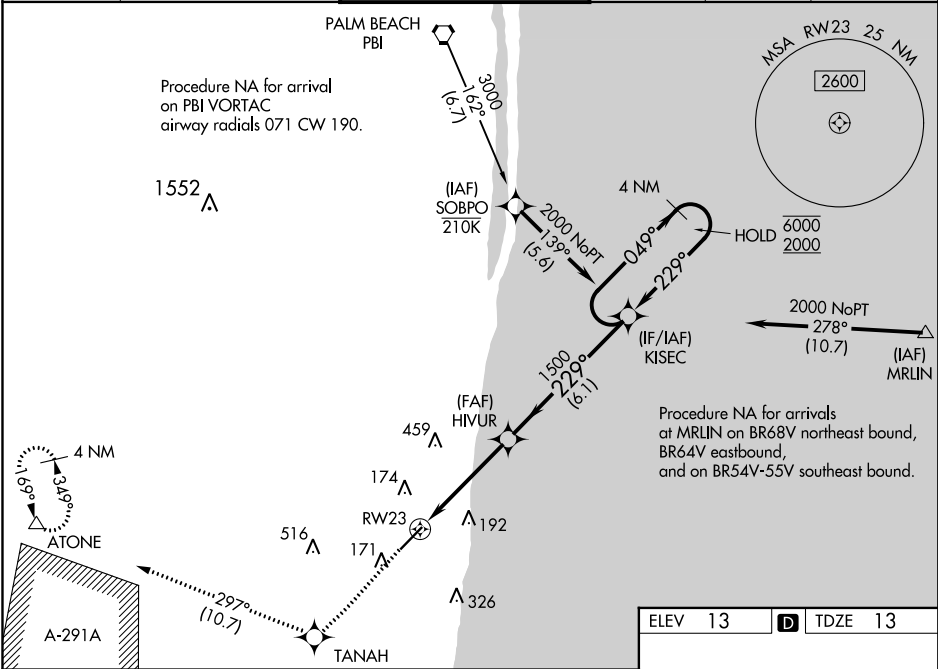 PALM BEACH
PBI
Procedure NA for arrival
on PBI VORTAC
airway radials 071 CW 190.
3000
162°
(6.7)
MSA RW23 25 NM
2600
1552
(IAF)
SOBPO
210K
2000 NoPT
139°
(5.6)
4 NM
049°
229°
HOLD
6000
2000
2000 NoPT
278°
(10.7)
(IAF)
MRLIN
(IF/IAF)
KISEC
1500
229°
(6.1)
(FAF)
HIVUR
Procedure NA for arrivals
at MRLIN on BR68V northeast bound,
BR64V eastbound,
and on BR54V-55V southeast bound.
459
174
RW23
192
516
171
326
4 NM
169°
349°
ATONE
A-291A
297°
(10.7)
TANAH
ELEV 13 D TDZE 13